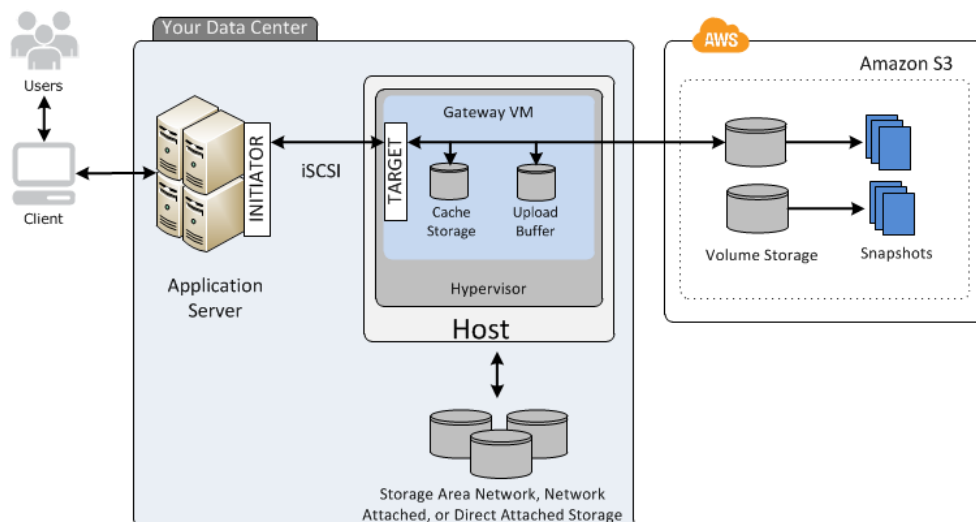 Your Data Center
AWS
Amazon S3
Users
Client
INITIATOR
iSCSI
TARGET
Gateway VM
Cache
Storage
Upload
Buffer
Hypervisor
Host
Application
Server
Volume Storage
Snapshots
Storage Area Network, Network
Attached, or Direct Attached Storage